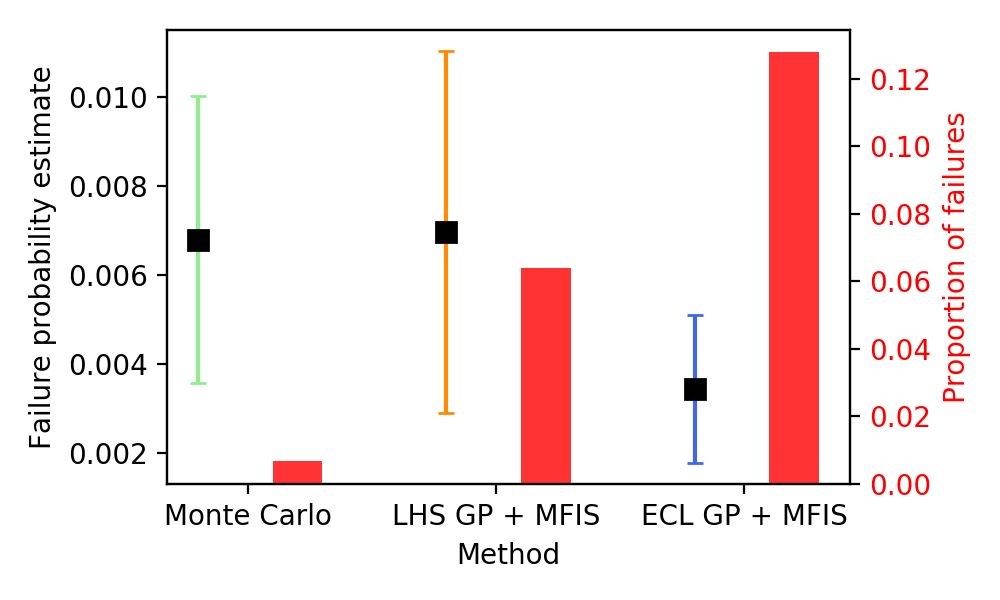 Failure probability estimate
0.010
0.008
0.006
0.004
0.002
Monte Carlo
LHS GP + MFIS
ECL GP + MFIS
Method
0.12
0.10
0.08
0.06
0.04
0.02
0.00
Proportion of failures